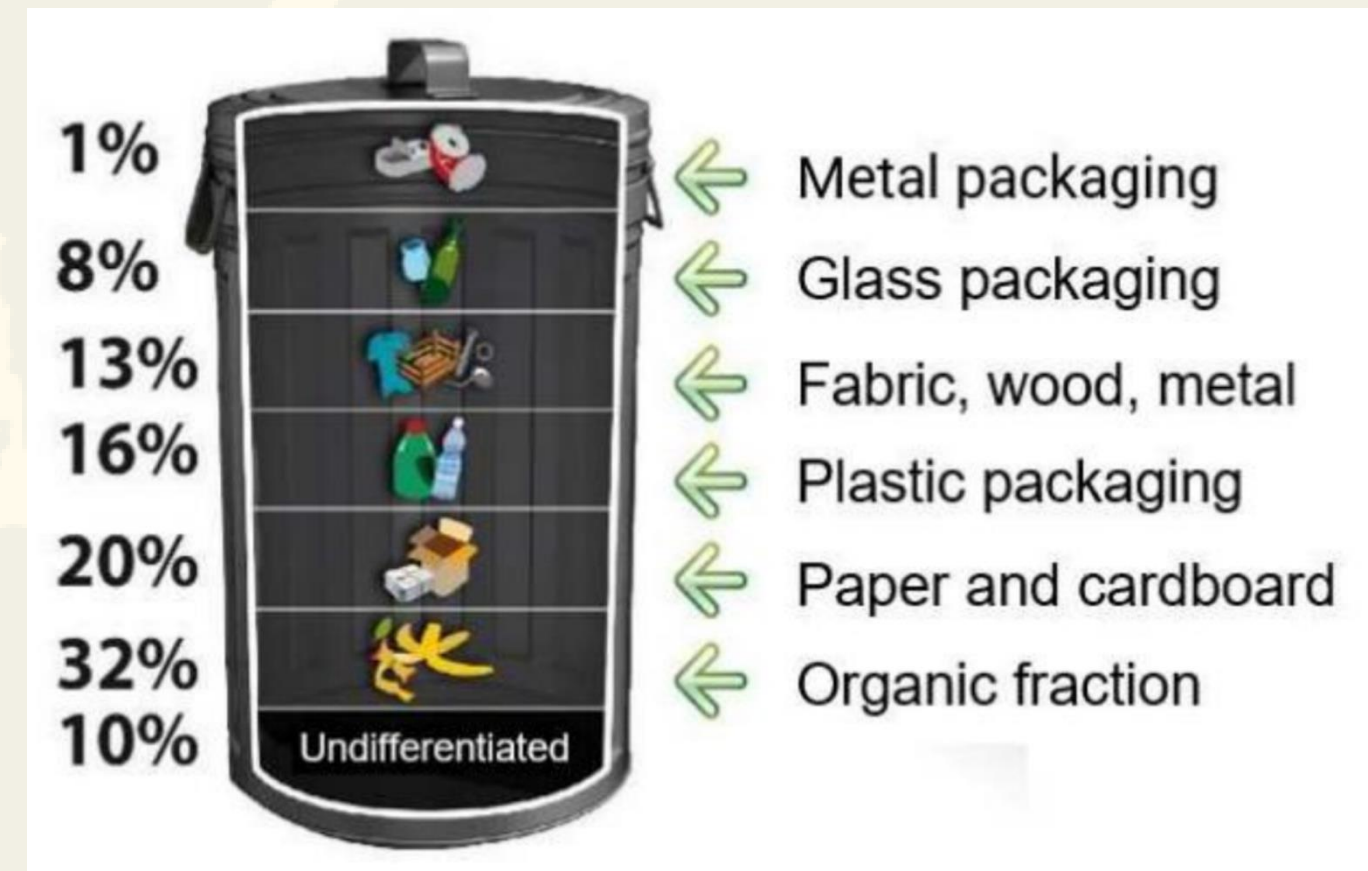 1%
Metal packaging
8%
Glass packaging
13%
Fabric, wood, metal
16%
Plastic packaging
20%
Paper and cardboard
32%
Organic fraction
10%
Undifferentiated